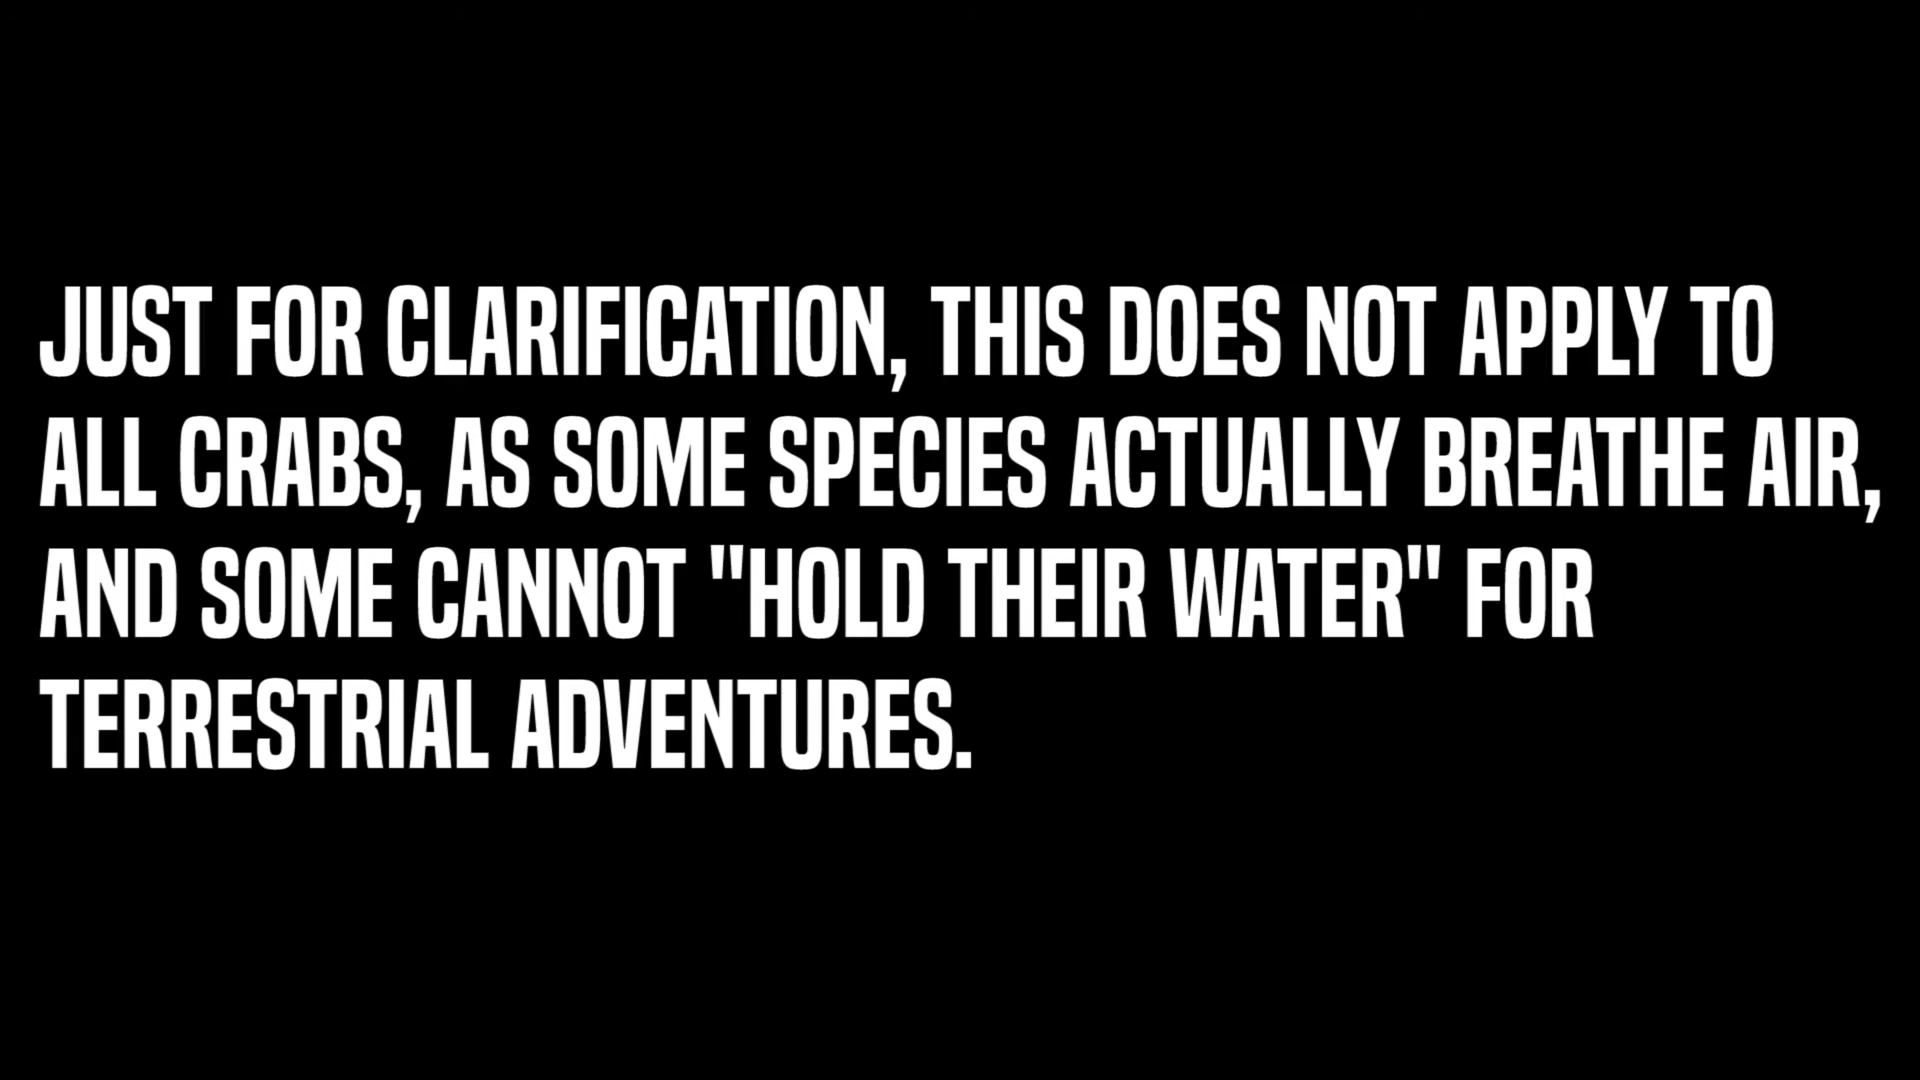 JUST FOR CLARIFICATION, THIS DOES NOT APPLY TO
ALL CRABS, AS SOME SPECIES ACTUALLY BREATHE AIR,
AND SOME CANNOT "HOLD THEIR WATER" FOR
TERRESTRIAL ADVENTURES.